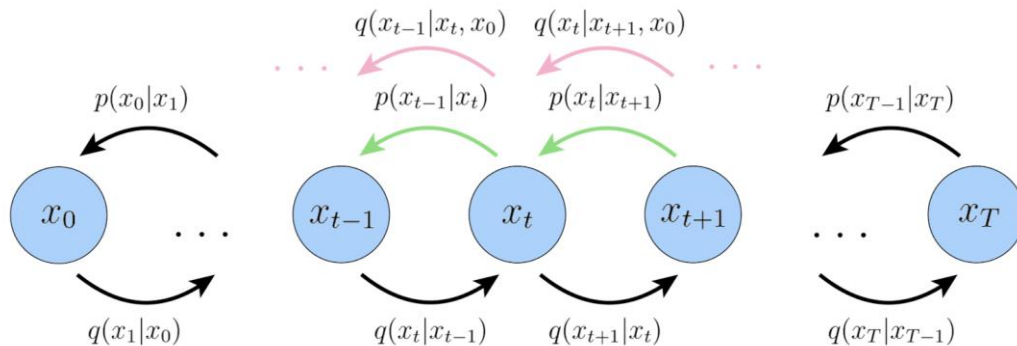 q(x_{t-1}|x_t, x_0) q(x_t|x_{t+1}, x_0)
. . . . . .
p(x_0|x_1) p(x_{t-1}|x_t) p(x_t|x_{t+1}) p(x_{T-1}|x_T)
x_0 . . . x_{t-1} x_t x_{t+1} . . . x_T
q(x_1|x_0) q(x_t|x_{t-1}) q(x_{t+1}|x_t) q(x_T|x_{T-1})